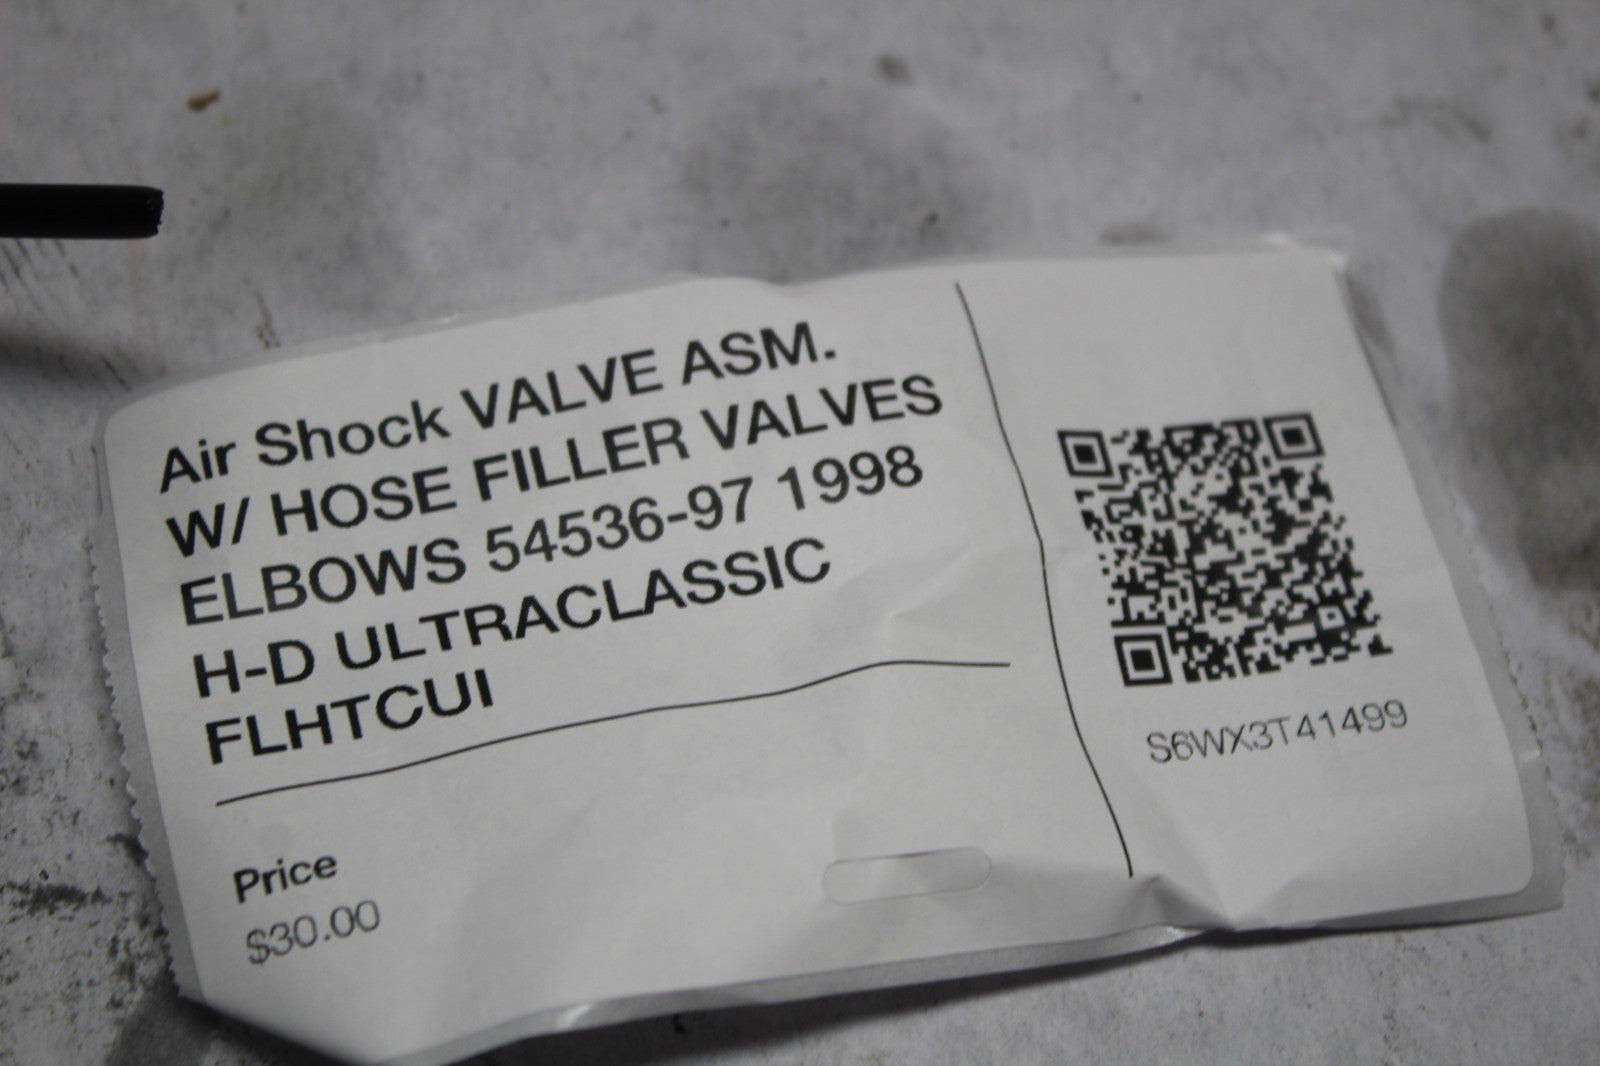 Air Shock VALVE ASM.
W/ HOSE FILLER VALVES
ELBOWS 54536-97 1998
H-D ULTRACLASSIC
FLHTCUI
Price
$30.00
S6WX3T41499